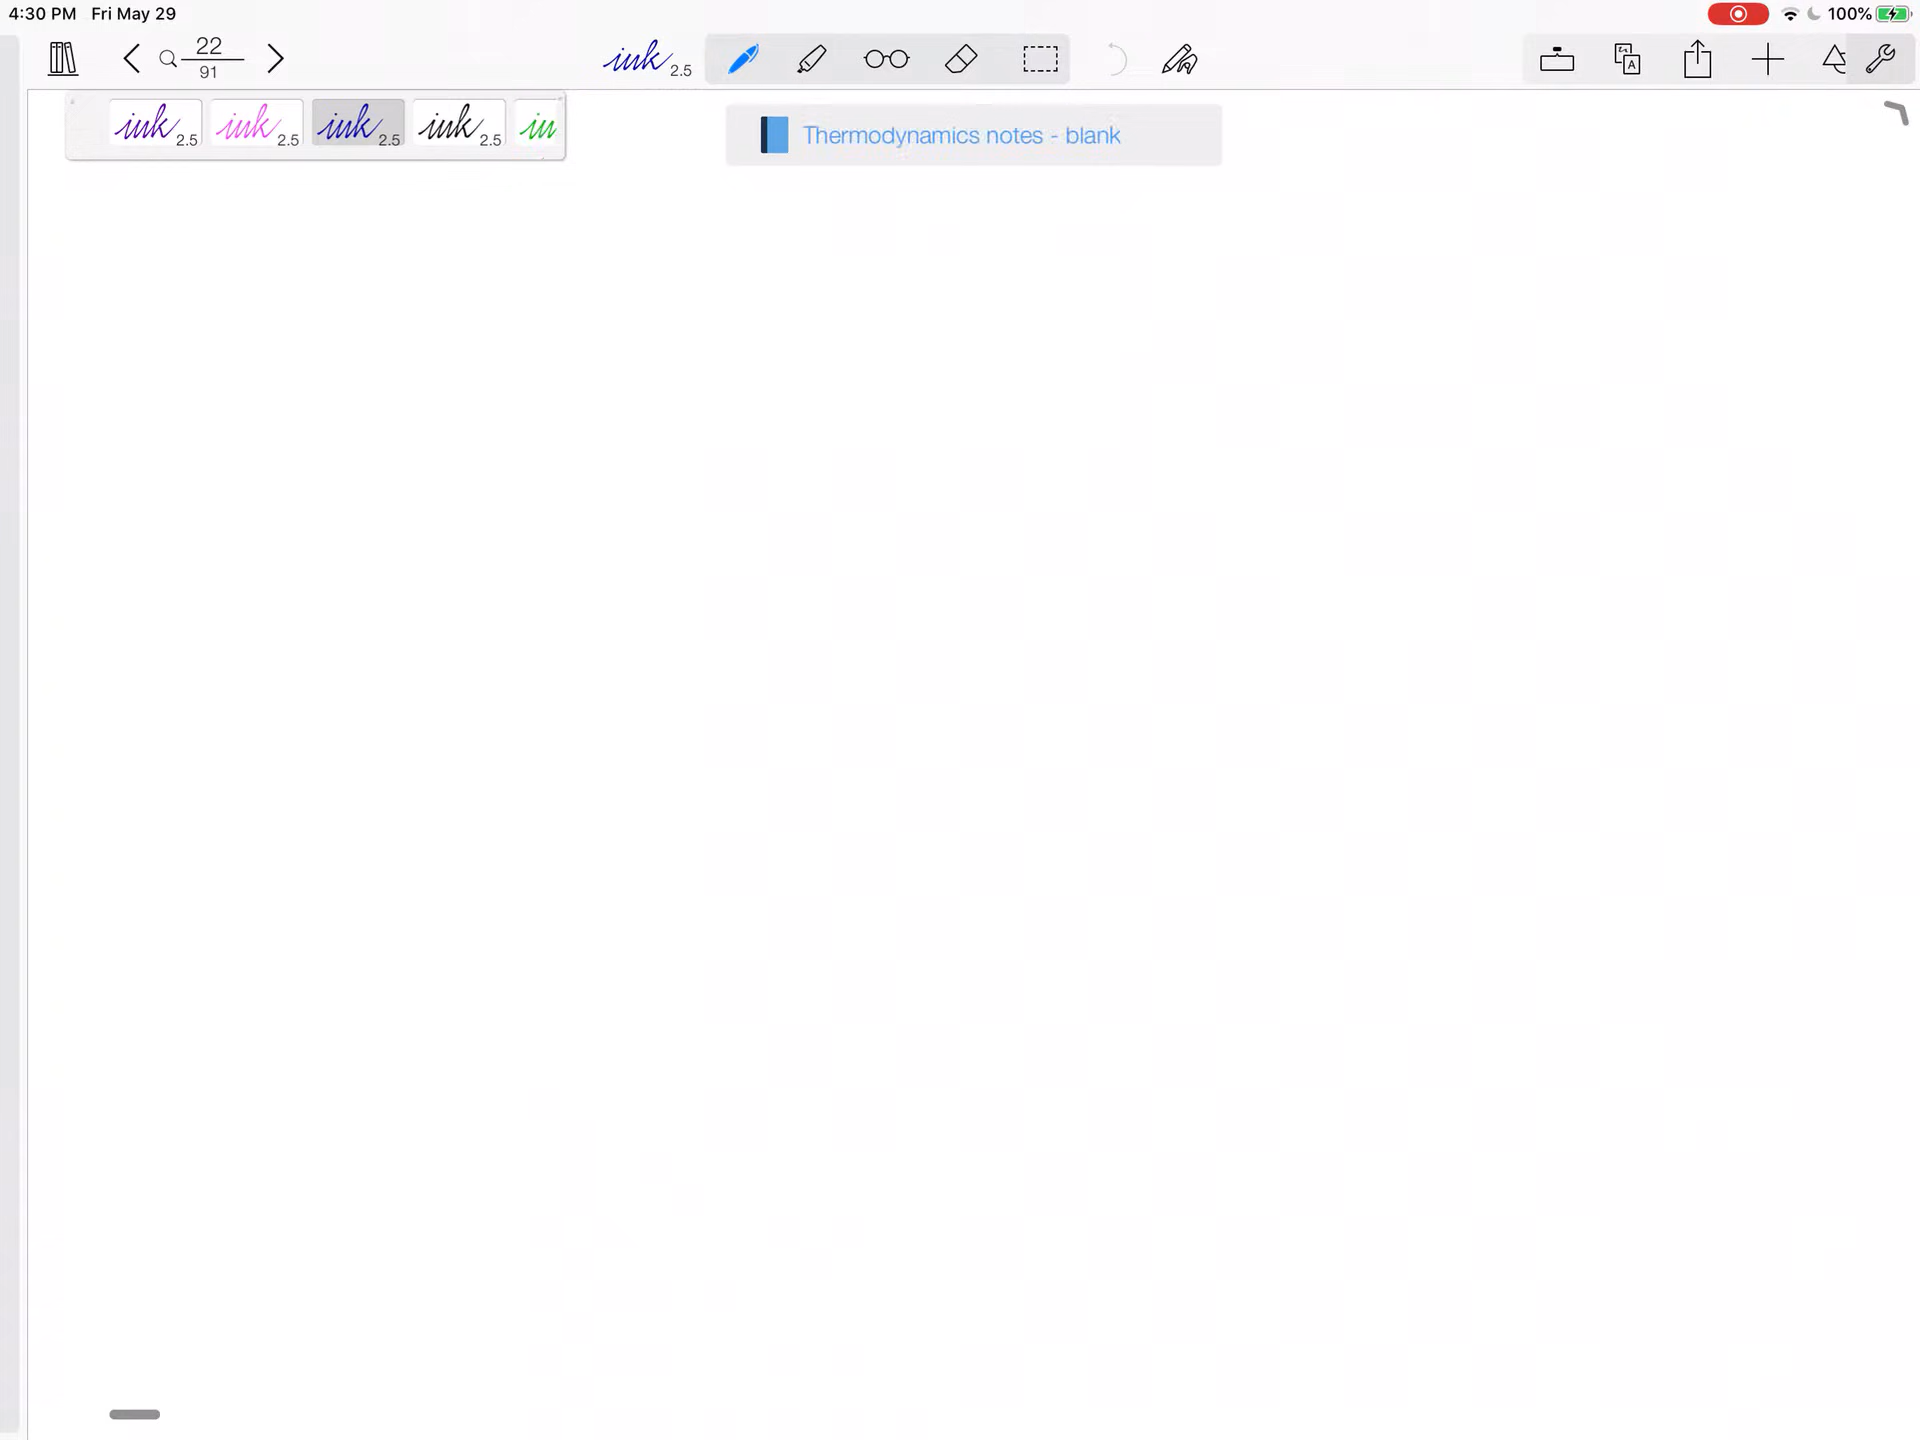 4:30 PM Fri May 29 100%
22
91
ink 2.5
A
ink 2.5 ink 2.5 ink 2.5 ink 2.5 in
Thermodynamics notes - blank